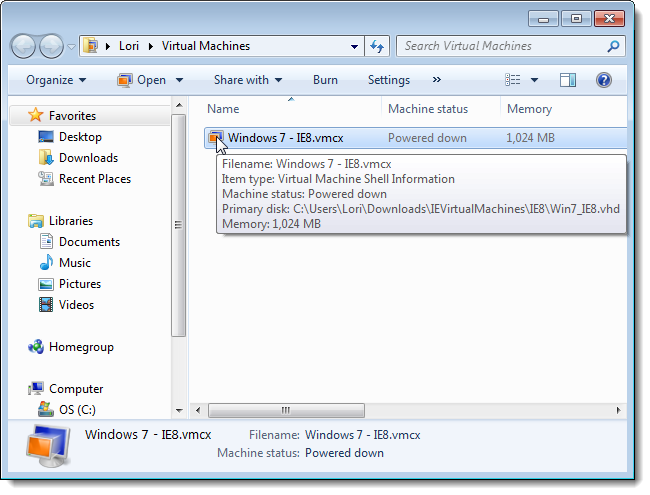 Lori Virtual Machines Search Virtual Machines
Organize Open Share with Burn Settings »
Favorites
Desktop
Downloads
Recent Places
Libraries
Documents
Music
Pictures
Videos
Homegroup
Computer
OS (C:)
Name Machine status Memory
Windows 7 - IE8.vmcx Powered down 1,024 MB
Filename: Windows 7 - IE8.vmcx
Item type: Virtual Machine Shell Information
Machine status: Powered down
Primary disk: C:\Users\Lori\Downloads\IEVirtualMachines\IE8\Win7_IE8.vhd
Memory: 1,024 MB
Windows 7 - IE8.vmcx Filename: Windows 7 - IE8.vmcx
Machine status: Powered down